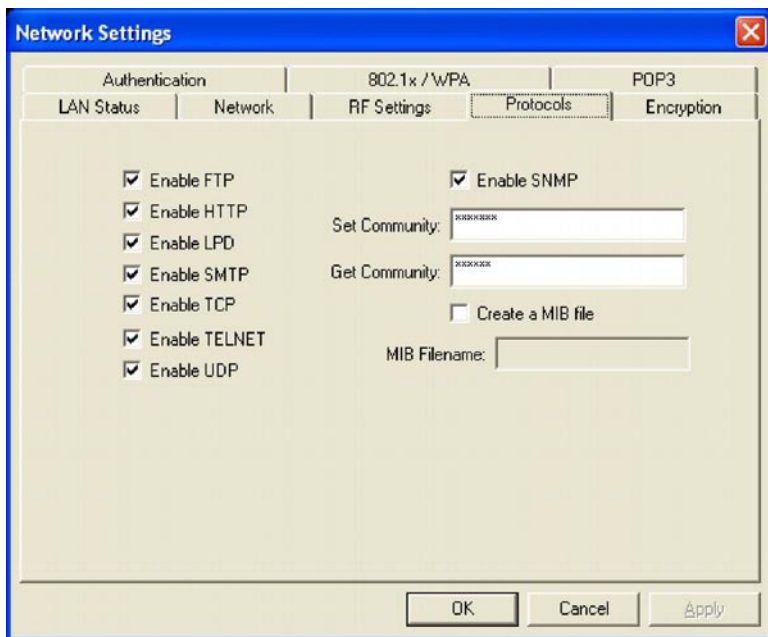 Network Settings
Authentication
802.1x / WPA
POP3
LAN Status
Network
RF Settings
Protocols
Encryption
Enable FTP
Enable HTTP
Enable LPD
Enable SMTP
Enable TCP
Enable TELNET
Enable UDP
Enable SNMP
Set Community: xxxxxxx
Get Community: xxxxxx
Create a MIB file
MIB Filename:
OK
Cancel
Apply